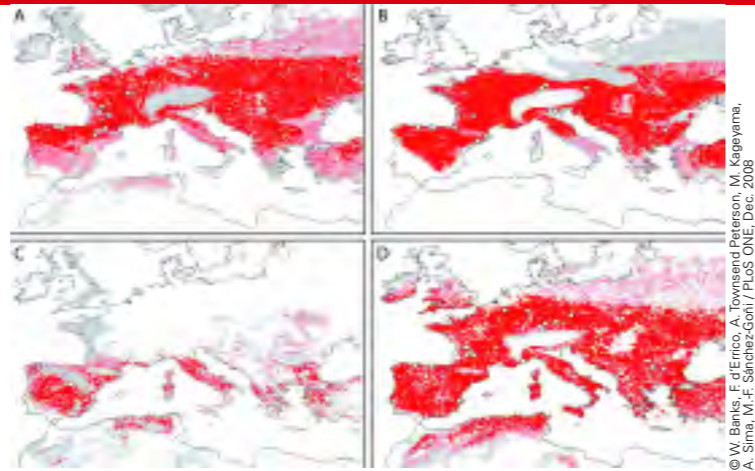 A
B
C
D
© W. Banks, F. d'Errico, A. Townsend Peterson, M. Kageyama,
A. Sima, M.-F. Sánchez-Goñi / PLoS ONE, Dec. 2008